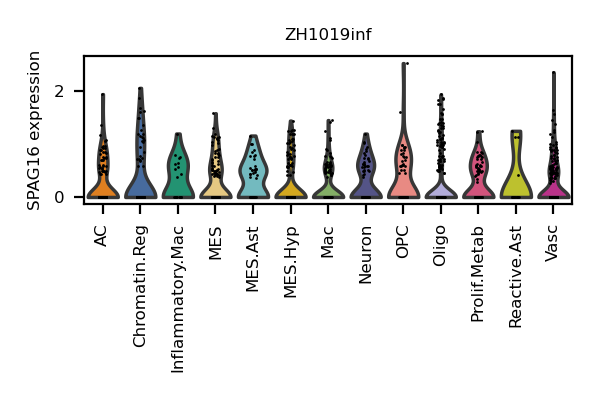 ZH1019inf
SPAG16 expression
2
0
AC
Chromatin.Reg
Inflammatory.Mac
MES
MES.Ast
MES.Hyp
Mac
Neuron
OPC
Oligo
Prolif.Metab
Reactive.Ast
Vasc